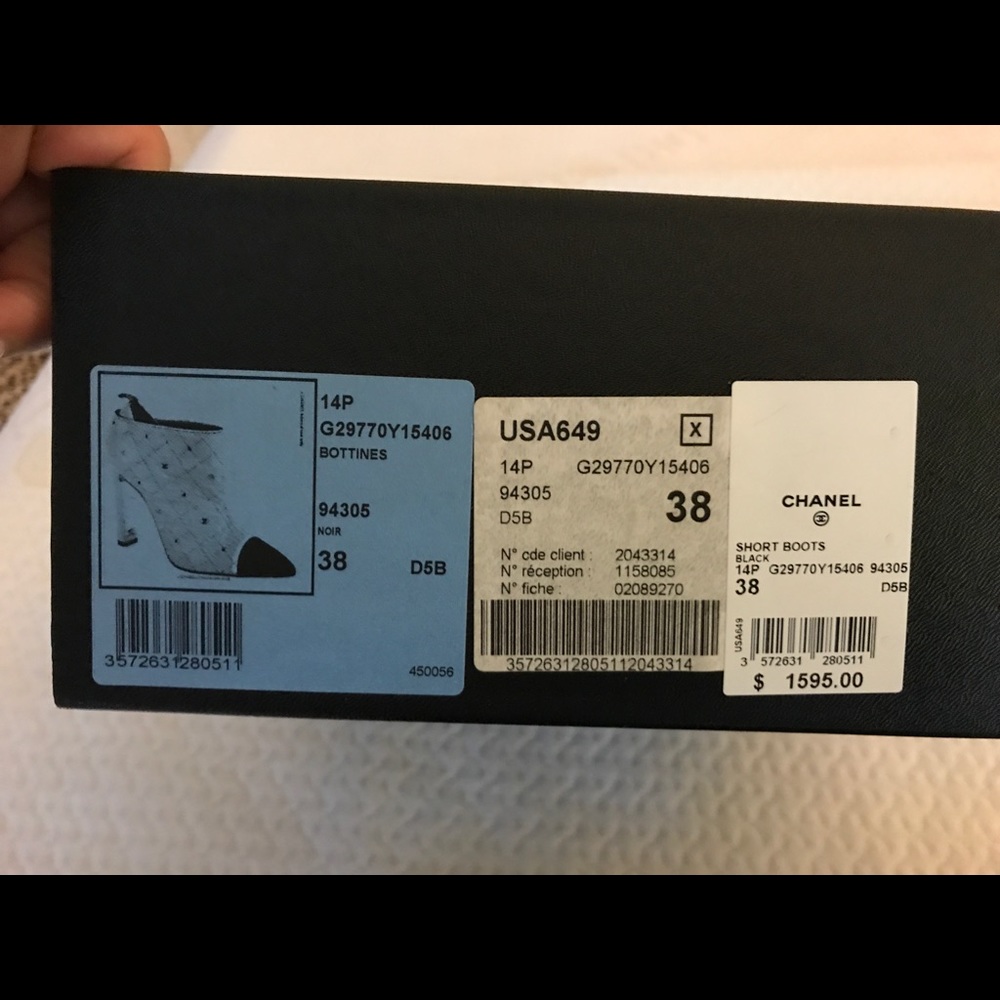 14P
G29770Y15406
BOTTINES
94305
NOIR
38 D5B
3572631280511
450056
USA649 X
14P G29770Y15406
94305
D5B
38
N° cde client : 2043314
N° réception : 1158085
N° fiche : 02089270
35726312805112043314
CHANEL
SHORT BOOTS
BLACK
14P G29770Y15406 94305
38 D5B
USA649
3 572631 280511
$ 1595.00